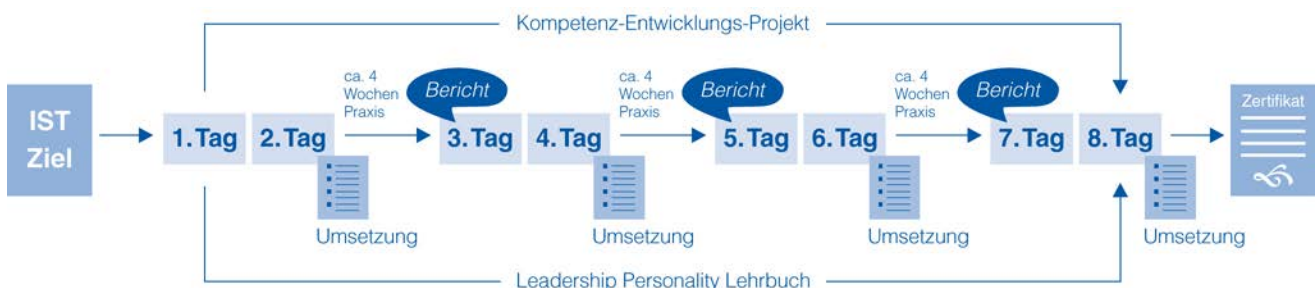 Kompetenz-Entwicklungs-Projekt
IST
Ziel
1. Tag
2. Tag
ca. 4
Wochen
Praxis
Bericht
3. Tag
4. Tag
ca. 4
Wochen
Praxis
Bericht
5. Tag
6. Tag
ca. 4
Wochen
Praxis
Bericht
7. Tag
8. Tag
Zertifikat
Umsetzung
Umsetzung
Umsetzung
Umsetzung
Leadership Personality Lehrbuch